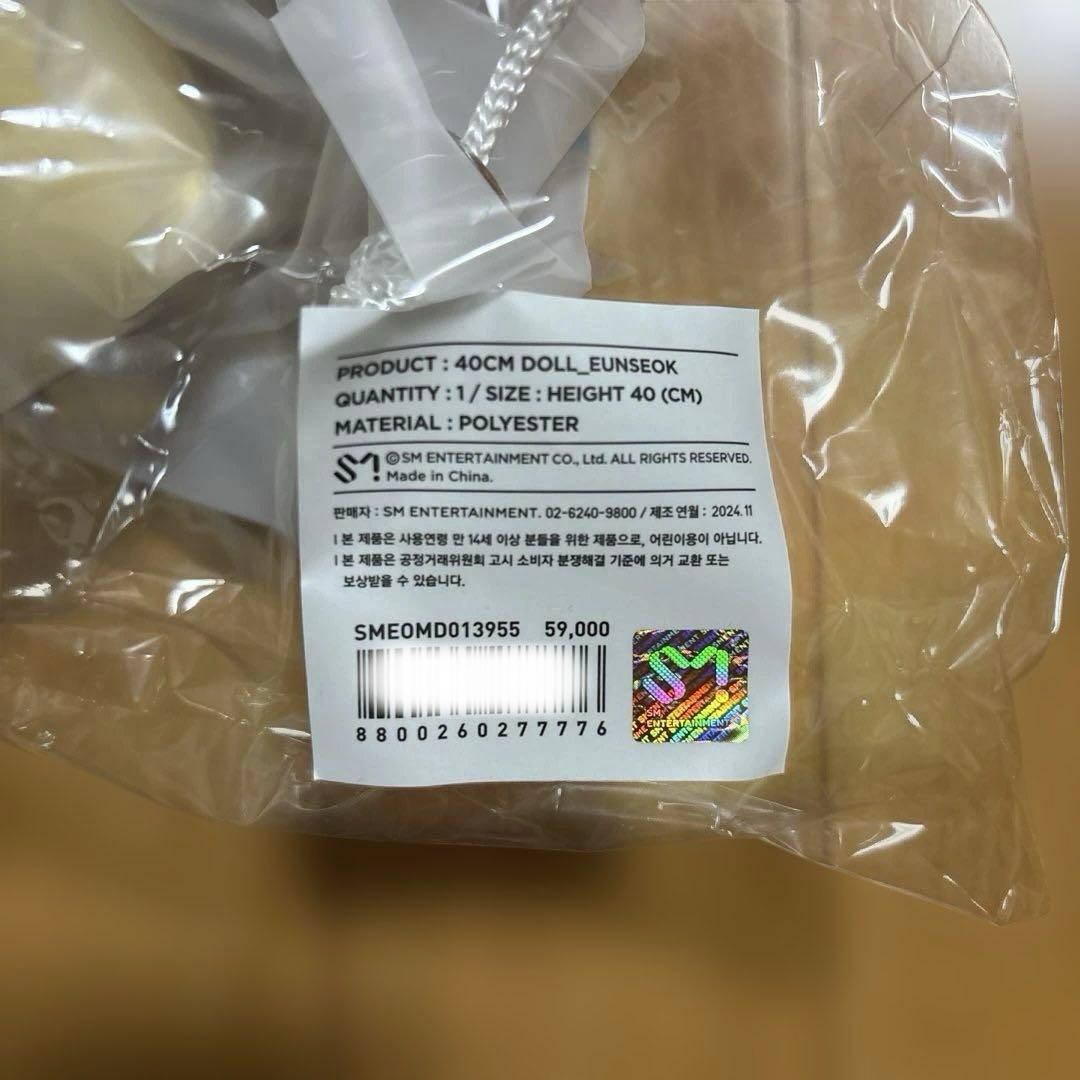 PRODUCT : 40CM DOLL_EUNSEOK
QUANTITY : 1 / SIZE : HEIGHT 40 (CM)
MATERIAL : POLYESTER
SM ©SM ENTERTAINMENT CO., Ltd. ALL RIGHTS RESERVED.
Made in China.
판매자 : SM ENTERTAINMENT. 02-6240-9800 / 제조 연월 : 2024.11
l 본 제품은 사용연령 만 14세 이상 분들을 위한 제품으로, 어린이용이 아닙니다.
l 본 제품은 공정거래위원회 고시 소비자 분쟁해결 기준에 의거 교환 또는
보상받을 수 있습니다.
SMEOMD013955 59,000
8800260277776
SM
SM
ENTERTAINMENT